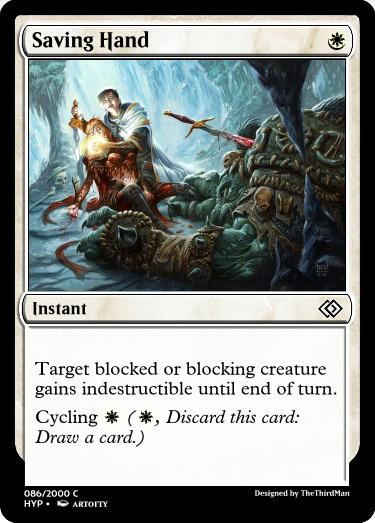 Saving Hand
Instant
Target blocked or blocking creature
gains indestructible until end of turn.
Cycling (, Discard this card:
Draw a card.)
086/2000 C
HYP • ARTOFTY
Designed by TheThirdMan